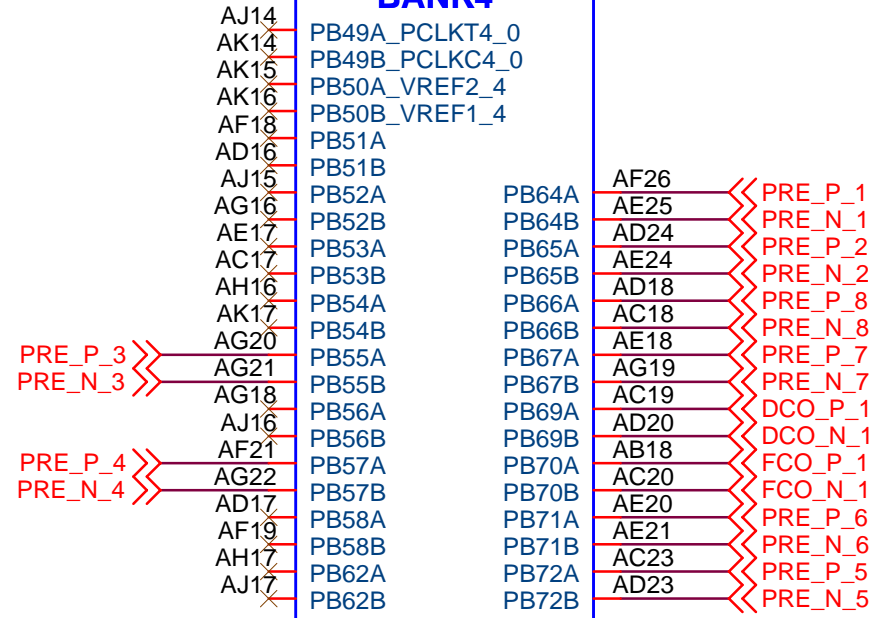 BANK4
AJ14 PB49A_PCLKT4_0
AK14 PB49B_PCLKC4_0
AK15 PB50A_VREF2_4
AK16 PB50B_VREF1_4
AF18 PB51A
AD16 PB51B
AJ15 PB52A PB64A AF26 PRE_P_1
AG16 PB52B PB64B AE25 PRE_N_1
AE17 PB53A PB65A AD24 PRE_P_2
AC17 PB53B PB65B AE24 PRE_N_2
AH16 PB54A PB66A AD18 PRE_P_8
AK17 PB54B PB66B AC18 PRE_N_8
PRE_P_3 AG20 PB55A PB67A AE18 PRE_P_7
PRE_N_3 AG21 PB55B PB67B AG19 PRE_N_7
AG18 PB56A PB69A AC19 DCO_P_1
AJ16 PB56B PB69B AD20 DCO_N_1
PRE_P_4 AF21 PB57A PB70A AB18 FCO_P_1
PRE_N_4 AG22 PB57B PB70B AC20 FCO_N_1
AD17 PB58A PB71A AE20 PRE_P_6
AF19 PB58B PB71B AE21 PRE_N_6
AH17 PB62A PB72A AC23 PRE_P_5
AJ17 PB62B PB72B AD23 PRE_N_5